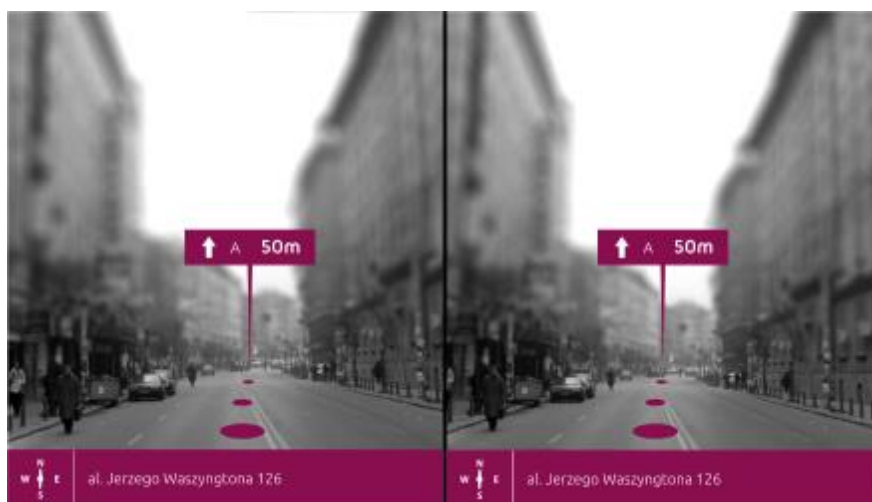 A 50m
A 50m
N
W E
S
al. Jerzego Waszyngtona 126
N
W E
S
al. Jerzego Waszyngtona 126